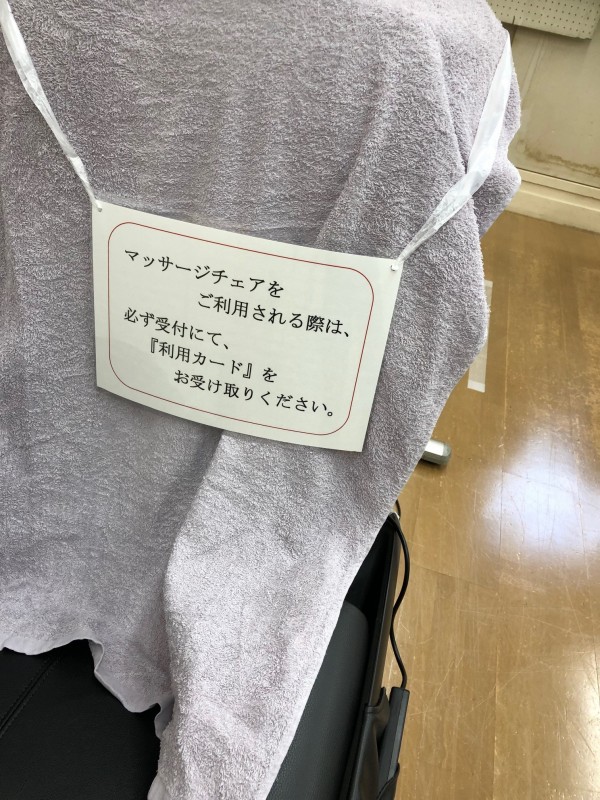 マッサージチェアを
ご利用される際は、
必ず受付にて、
『利用カード』を
お受け取りください。